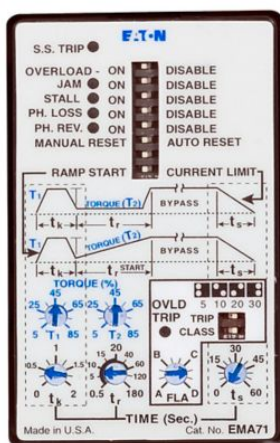 EATON
S.S. TRIP
OVERLOAD - ON DISABLE
JAM ON DISABLE
STALL ON DISABLE
PH. LOSS ON DISABLE
PH. REV. ON DISABLE
MANUAL RESET AUTO RESET
RAMP START CURRENT LIMIT
T1 TORQUE (T2) BYPASS
tk tr ts
T1 TORQUE (T2) BYPASS
tk tr START ts
TORQUE (%)
45 45
25 65 25 65
5 T1 85 5 T2 85
OVLD 5 10 20 30
TRIP TRIP
CLASS
20
0.5 1 1.5 10 60 15 30 45
0 tk 2 0.5 tr 180 A B C D FLA 0 ts 60
TIME (Sec.)
Made in U.S.A. Cat. No. EMA71